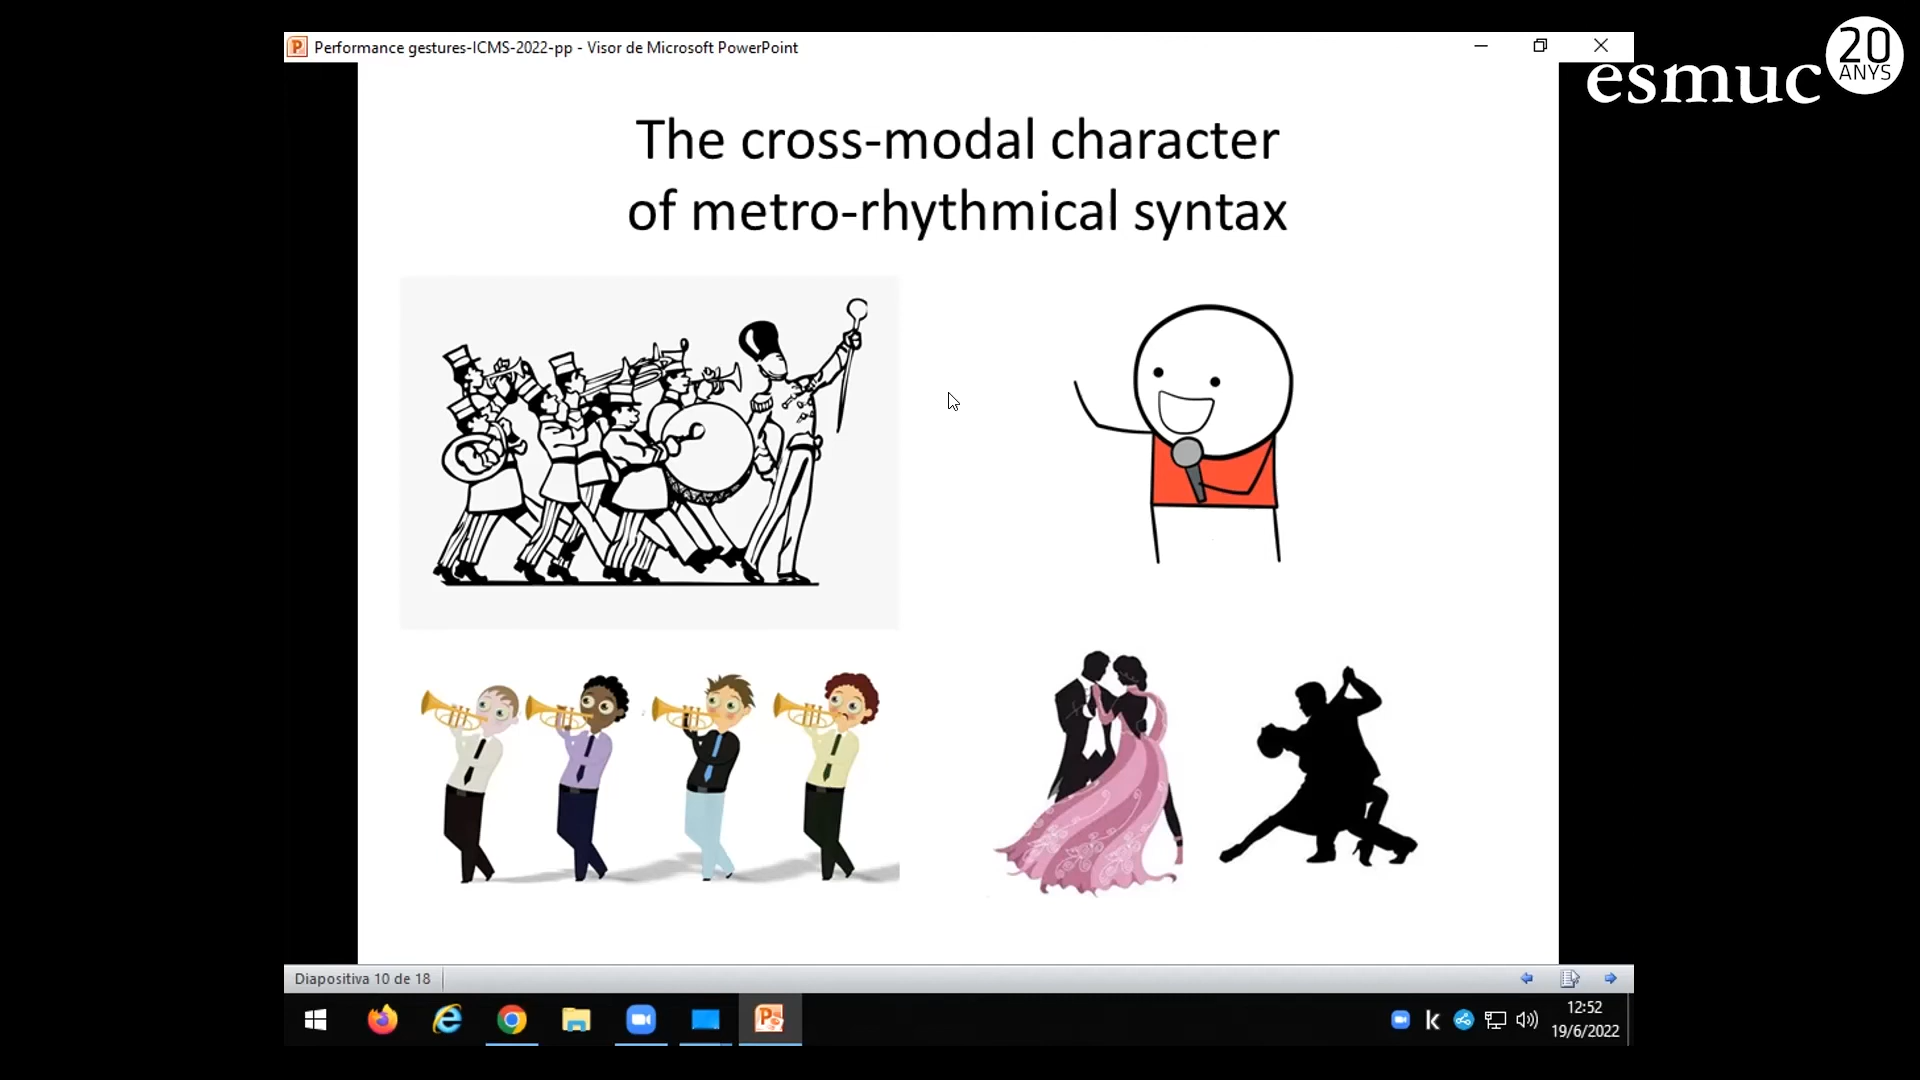 Performance gestures-ICMS-2022-pp - Visor de Microsoft PowerPoint
20
ANYS
esmuc
The cross-modal character
of metro-rhythmical syntax
Diapositiva 10 de 18
12:52
19/6/2022